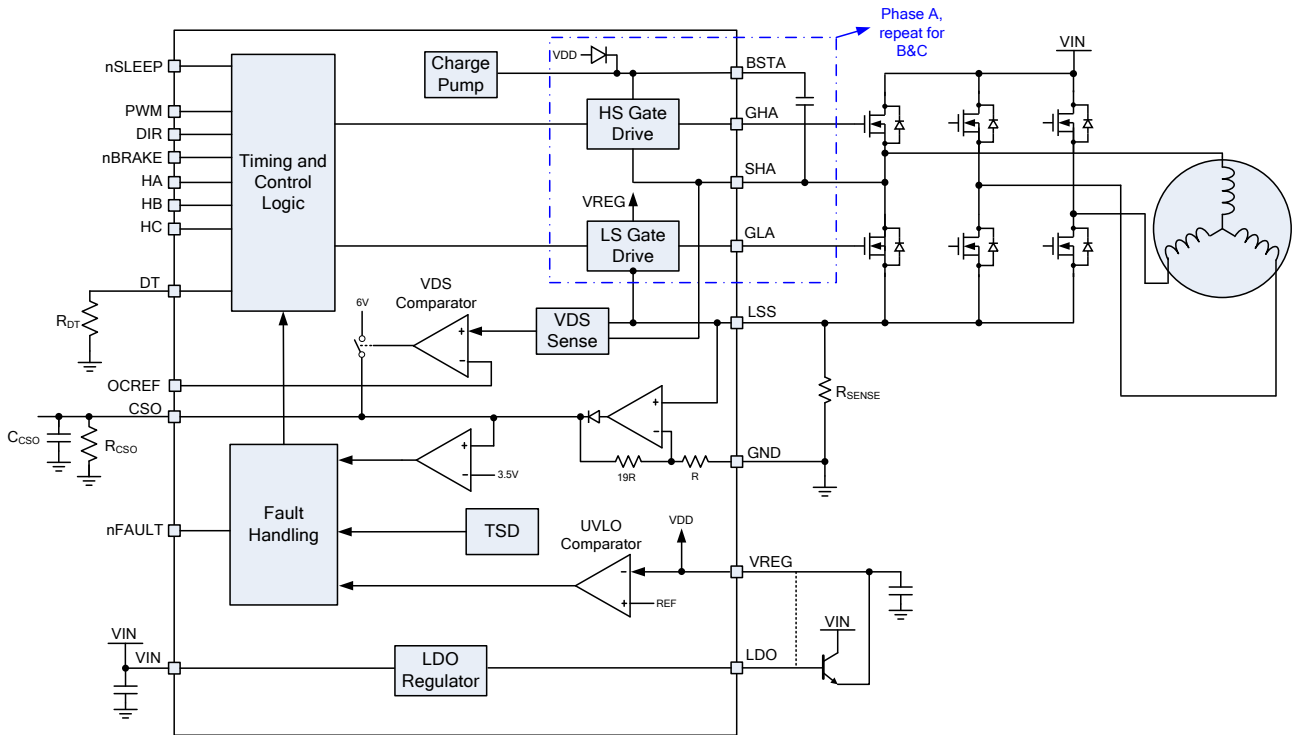 Phase A,
repeat for
B&C
VIN
nSLEEP
PWM
DIR
nBRAKE
HA
HB
HC
DT
RDT
Timing and
Control
Logic
Charge
Pump
VDD
HS Gate
Drive
VREG
LS Gate
Drive
BSTA
GHA
SHA
GLA
LSS
6V
VDS
Comparator
+
−
VDS
Sense
OCREF
CSO
CCSO
RCSO
+
−
19R
R
GND
RSENSE
+
−
3.5V
Fault
Handling
nFAULT
TSD
UVLO
Comparator
VDD
−
+
REF
VREG
VIN
VIN
LDO
Regulator
LDO
VIN